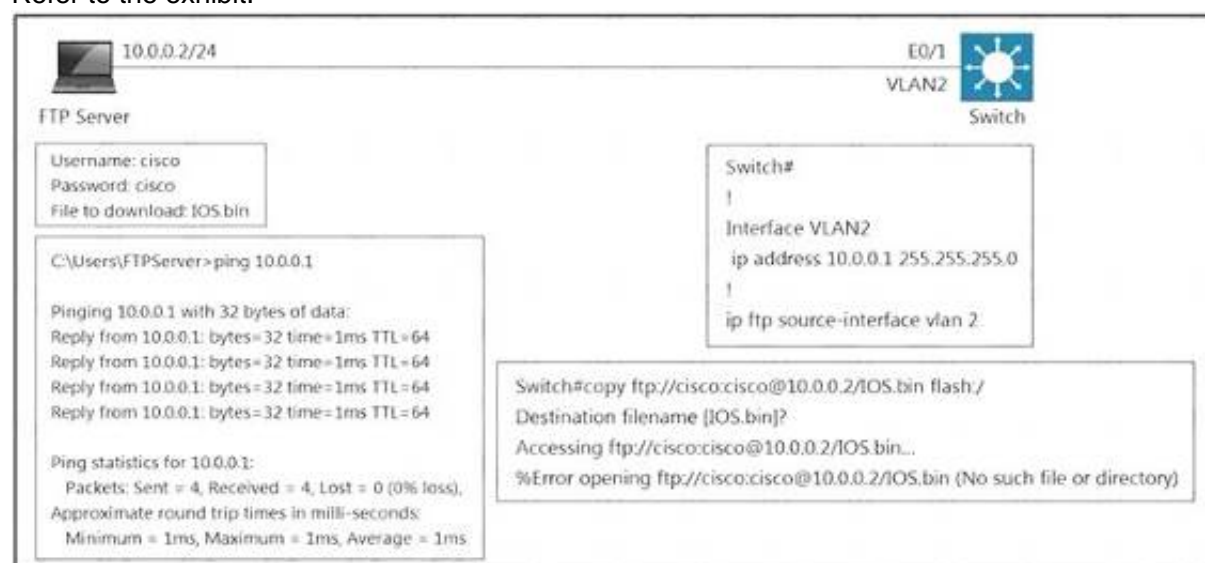 Refer to the exhibit.
10.0.0.2/24
E0/1
VLAN2
FTP Server
Switch
Username: cisco
Password: cisco
File to download: IOS.bin
C:\Users\FTPServer>ping 10.0.0.1
Pinging 10.0.0.1 with 32 bytes of data:
Reply from 10.0.0.1: bytes=32 time=1ms TTL=64
Reply from 10.0.0.1: bytes=32 time=1ms TTL=64
Reply from 10.0.0.1: bytes=32 time=1ms TTL=64
Reply from 10.0.0.1: bytes=32 time=1ms TTL=64
Ping statistics for 10.0.0.1:
Packets: Sent = 4, Received = 4, Lost = 0 (0% loss),
Approximate round trip times in milli-seconds:
Minimum = 1ms, Maximum = 1ms, Average = 1ms
Switch#
!
Interface VLAN2
ip address 10.0.0.1 255.255.255.0
!
ip ftp source-interface vlan 2
Switch#copy ftp://cisco:cisco@10.0.0.2/IOS.bin flash:/
Destination filename [IOS.bin]?
Accessing ftp://cisco:cisco@10.0.0.2/IOS.bin...
%Error opening ftp://cisco:cisco@10.0.0.2/IOS.bin (No such file or directory)